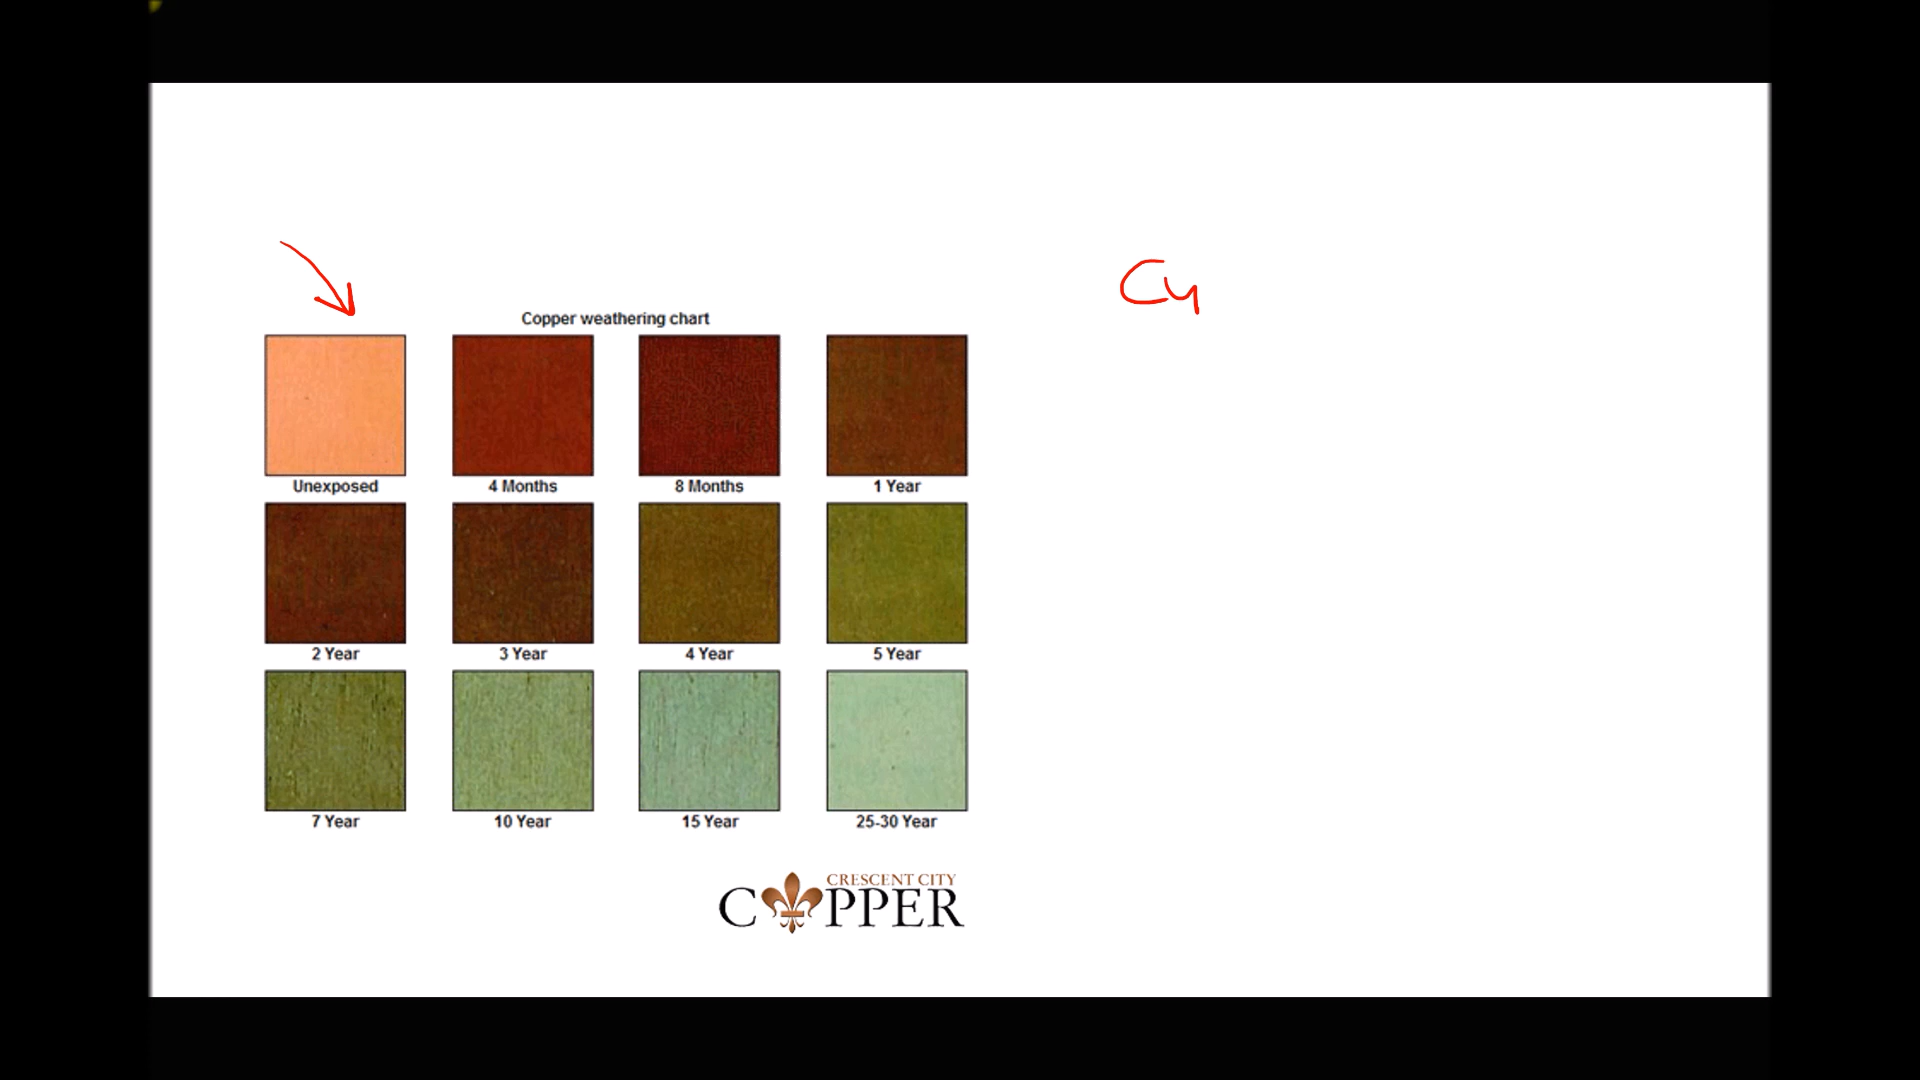 Cu
Copper weathering chart
Unexposed 4 Months 8 Months 1 Year
2 Year 3 Year 4 Year 5 Year
7 Year 10 Year 15 Year 25-30 Year
CRESCENT CITY
COPPER